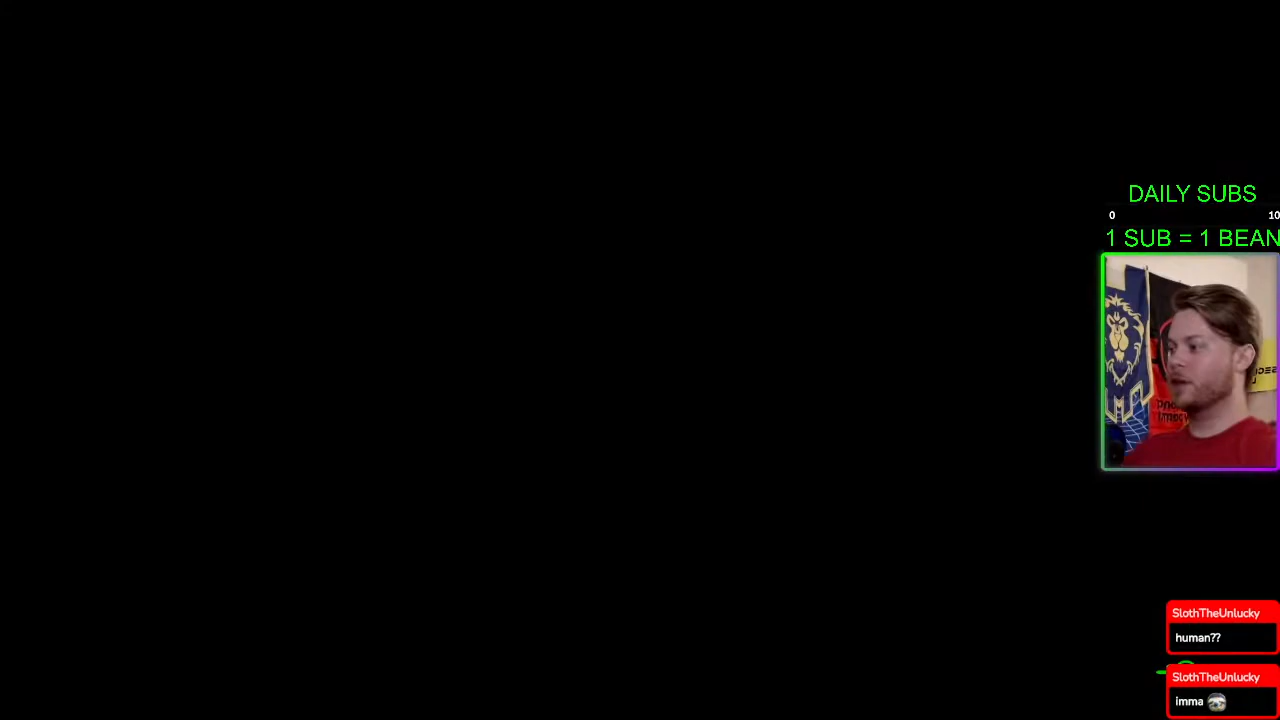 DAILY SUBS
0 10
1 SUB = 1 BEAN
SlothTheUnlucky
human??
SlothTheUnlucky
imma